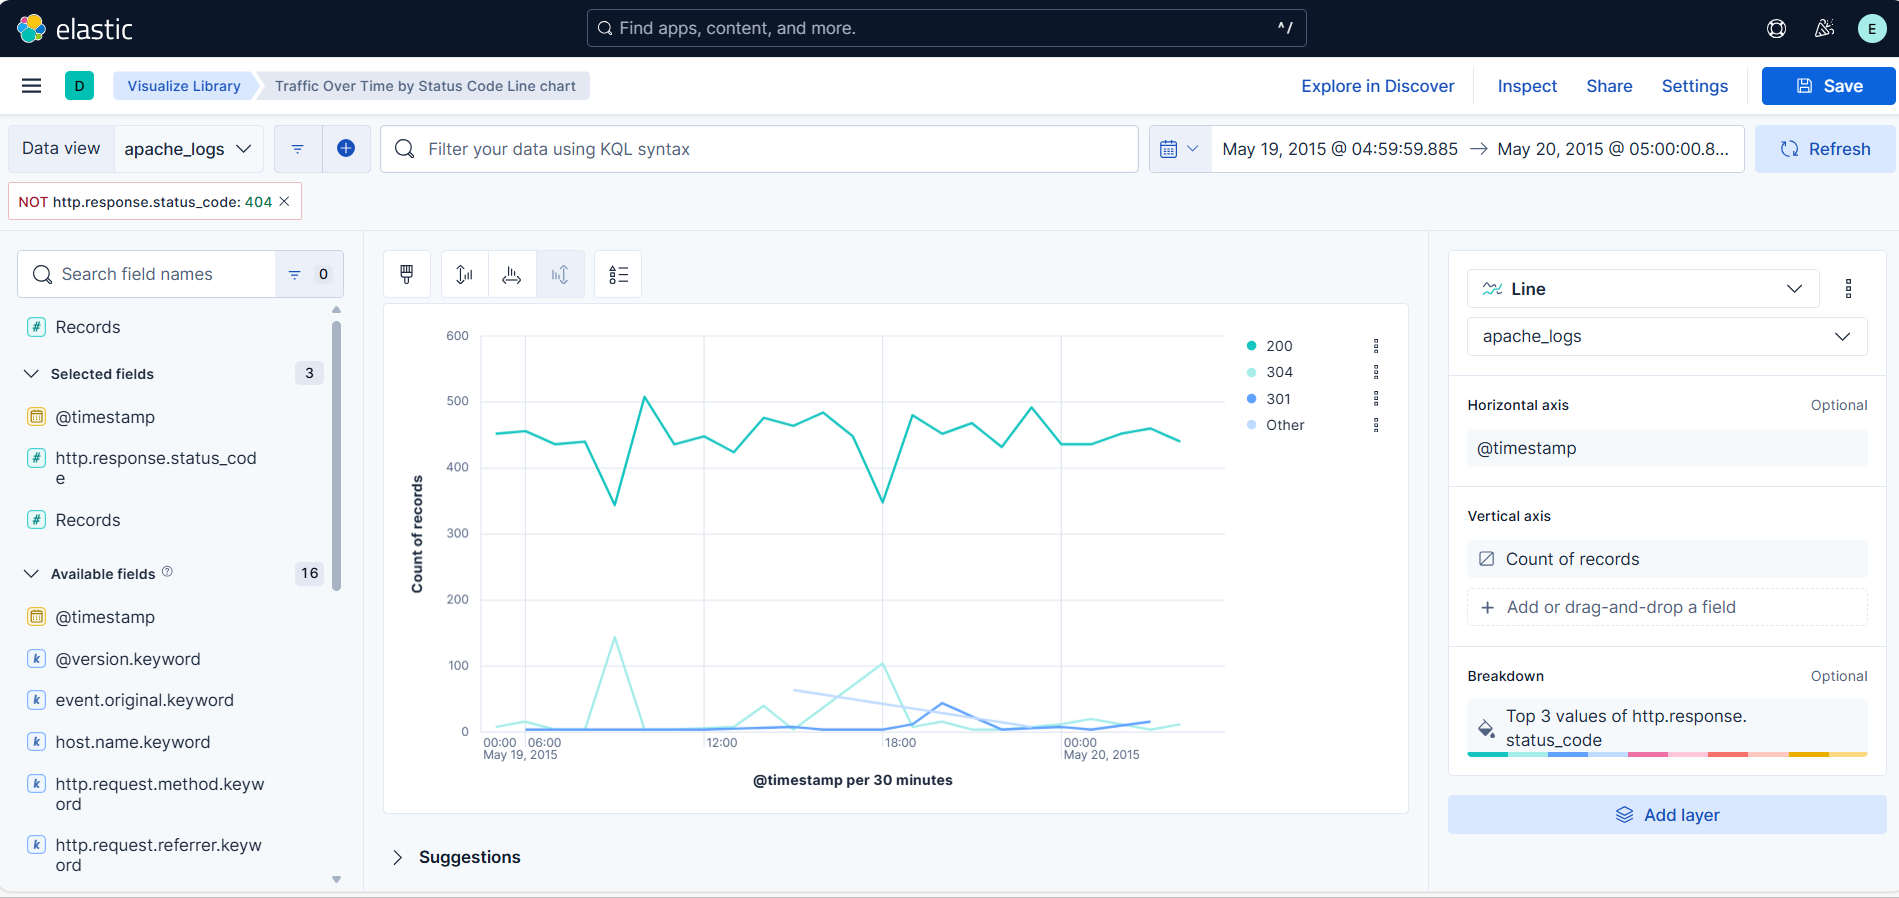 elastic
Find apps, content, and more.
^/
E
D
Visualize Library
Traffic Over Time by Status Code Line chart
Explore in Discover
Inspect
Share
Settings
Save
Data view
apache_logs
Filter your data using KQL syntax
May 19, 2015 @ 04:59:59.885 → May 20, 2015 @ 05:00:00.8...
Refresh
NOT http.response.status_code: 404 ×
Search field names
0
Records
Selected fields
3
@timestamp
http.response.status_cod
e
Records
Available fields
16
@timestamp
@version.keyword
event.original.keyword
host.name.keyword
http.request.method.keyw
ord
http.request.referrer.keyw
ord
600
500
400
300
200
100
0
Count of records
00:00
06:00
12:00
18:00
00:00
May 19, 2015
May 20, 2015
@timestamp per 30 minutes
200
304
301
Other
Suggestions
Line
apache_logs
Horizontal axis
Optional
@timestamp
Vertical axis
Count of records
+ Add or drag-and-drop a field
Breakdown
Optional
Top 3 values of http.response.
status_code
Add layer